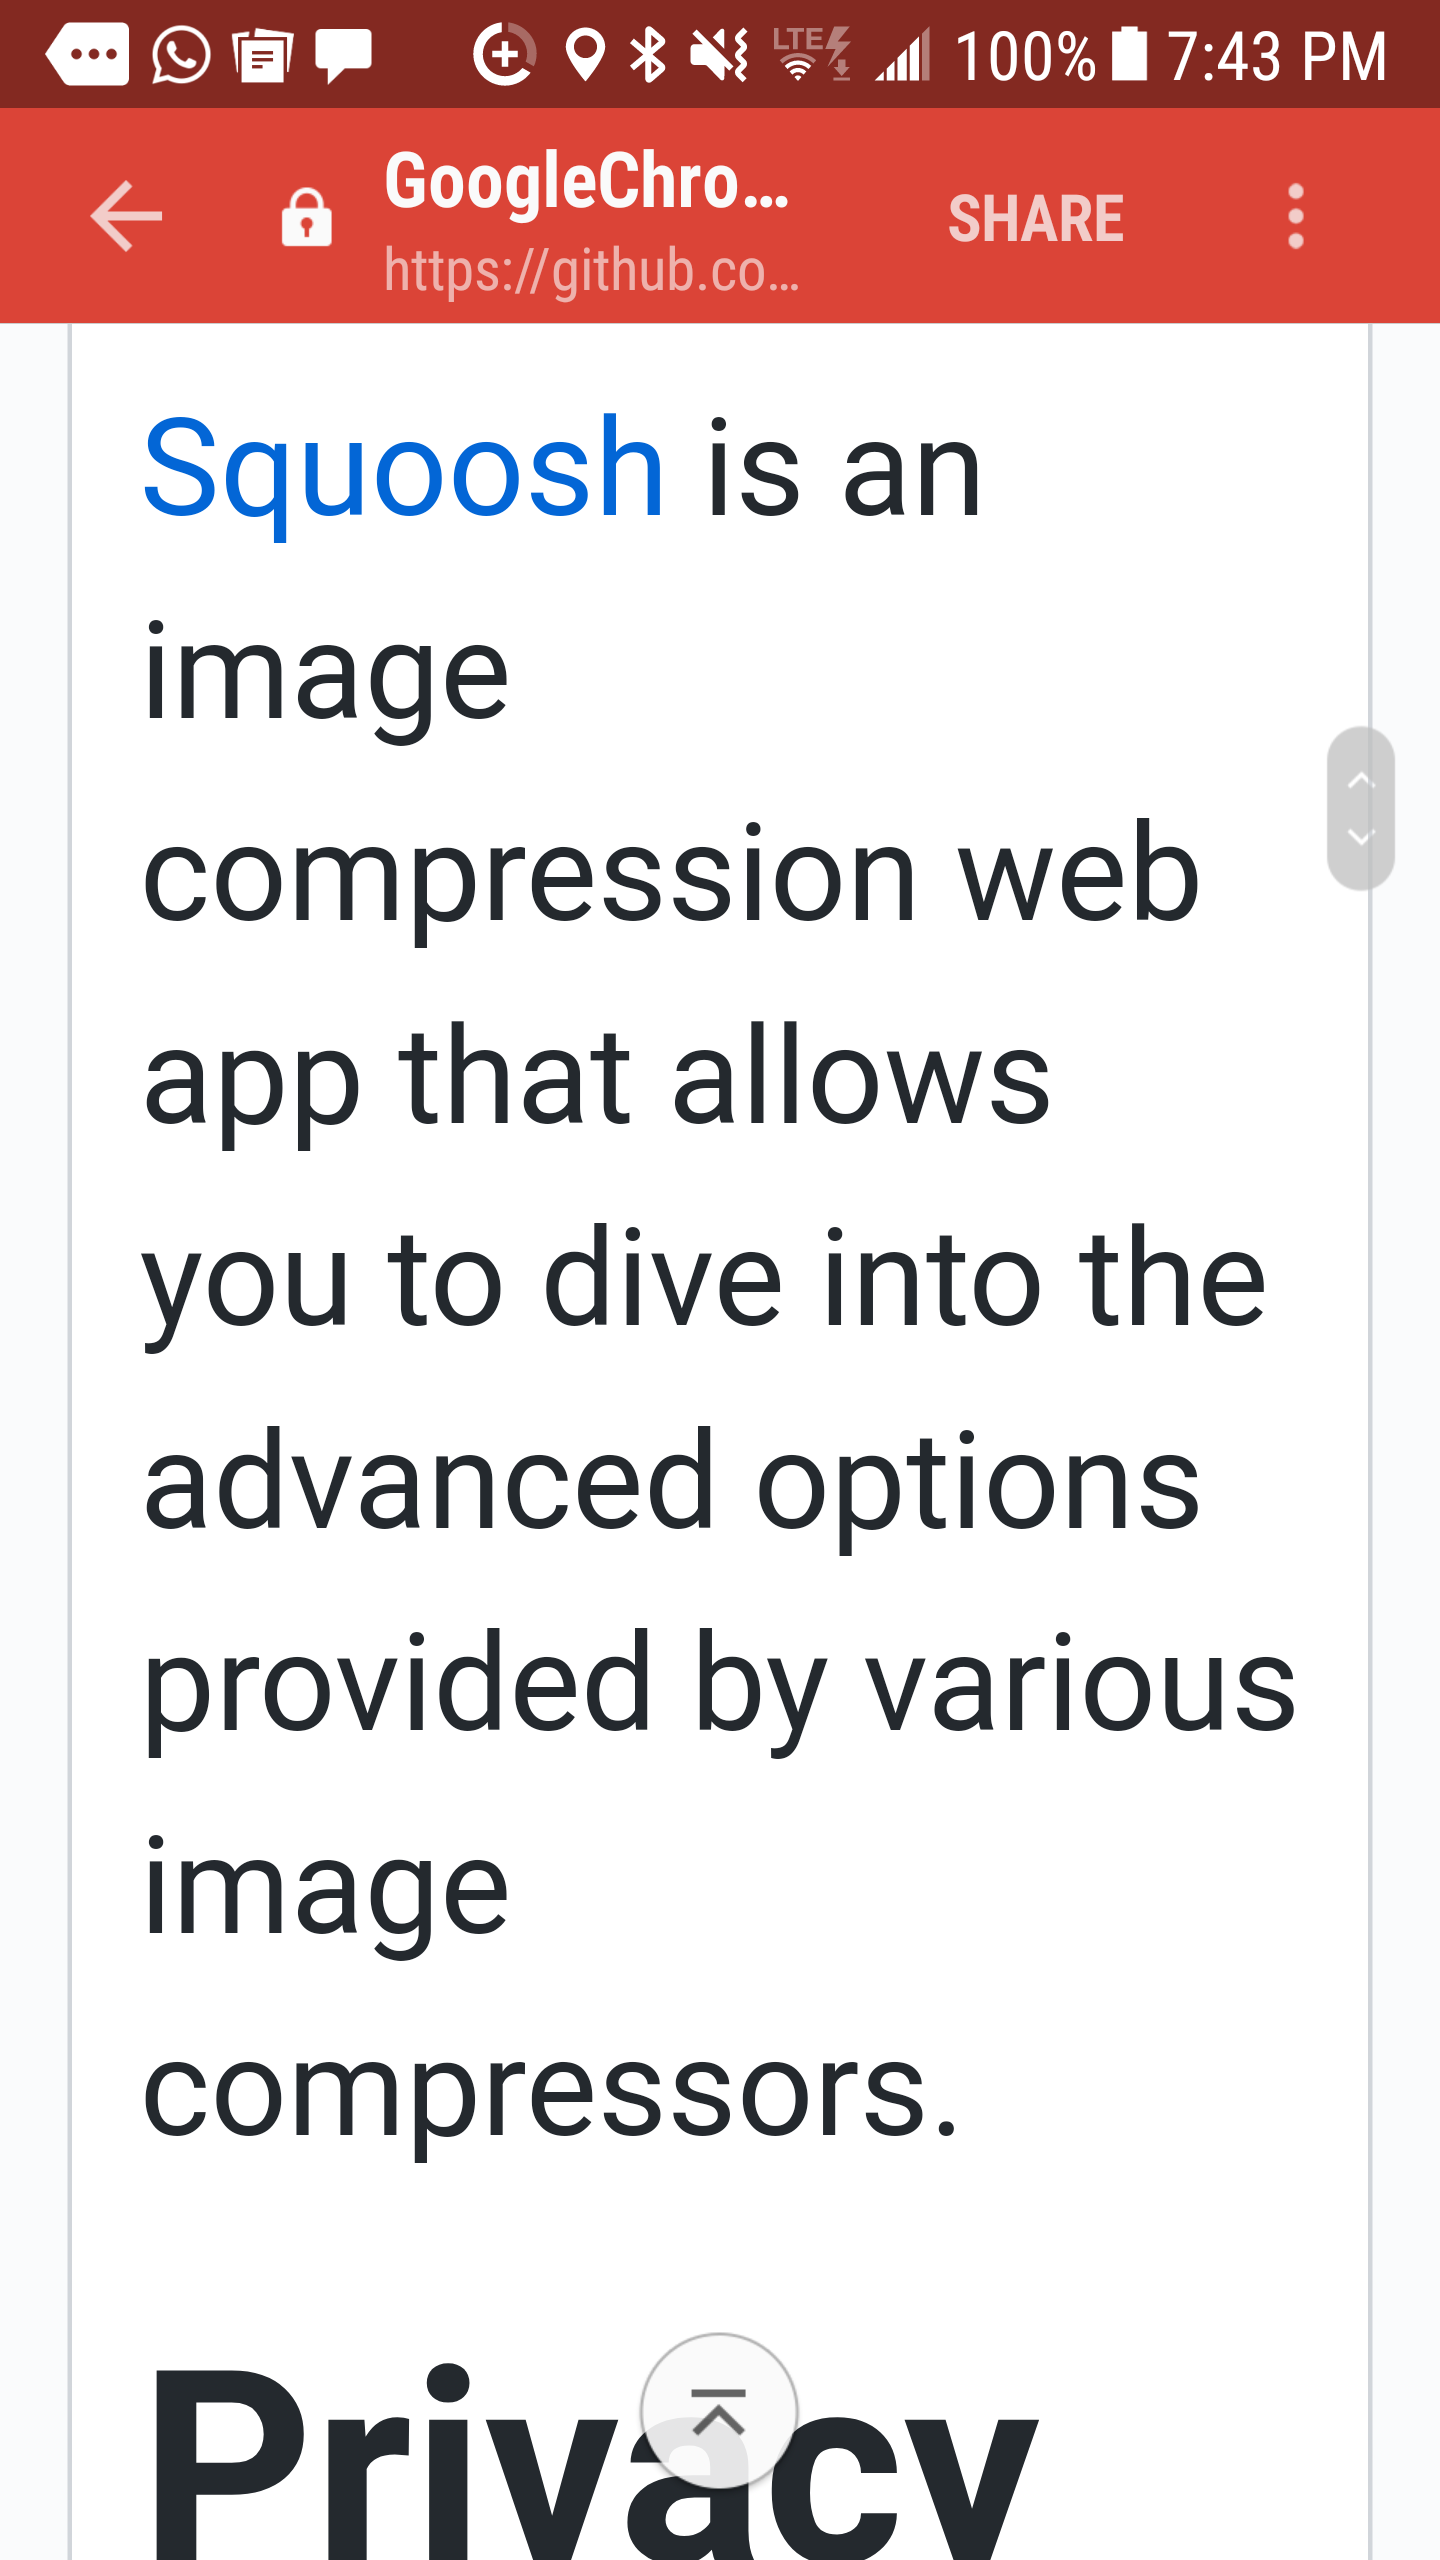 LTE 100% 7:43 PM
GoogleChro...
https://github.co...
SHARE
Squoosh is an
image
compression web
app that allows
you to dive into the
advanced options
provided by various
image
compressors.
Privacy